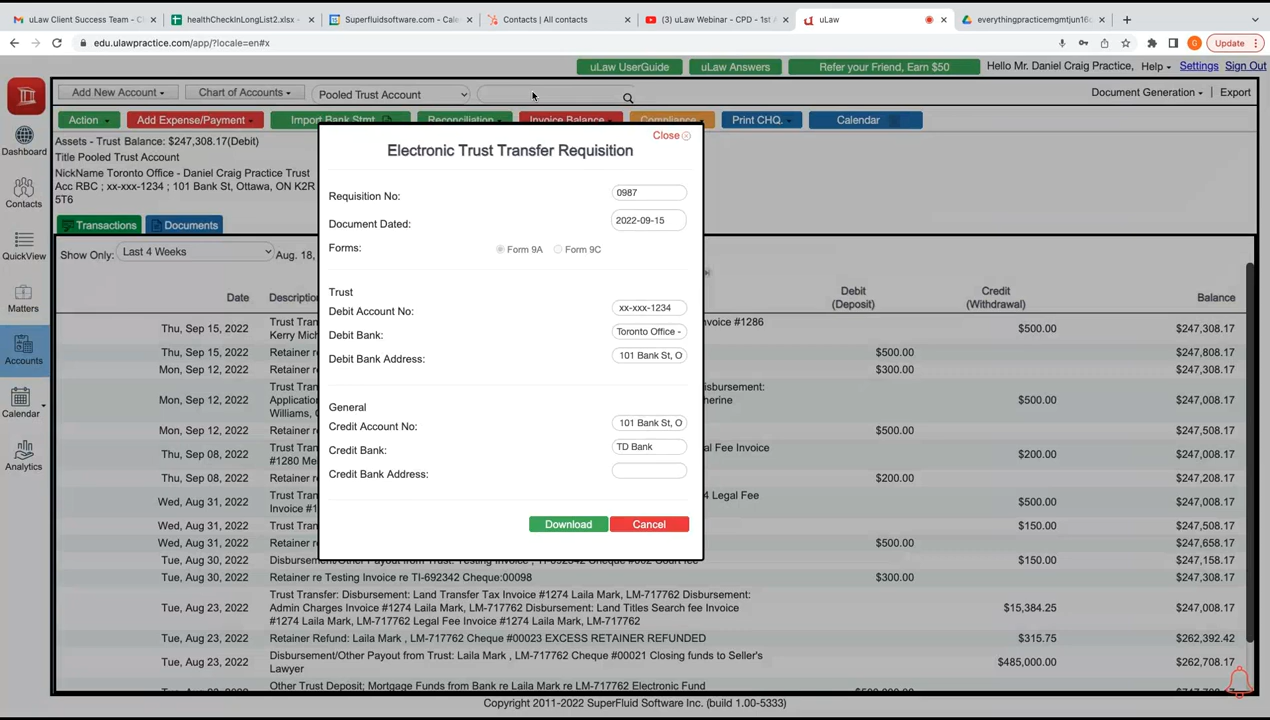 uLaw Client Success Team - C
healthCheckInLongList2.xlsx -
Superfluidsoftware.com - Cale
Contacts | All contacts
uLaw Webinar - CPD - 1st
uLaw
everythingpracticemgmtjun16
edu.ulawpractice.com/app/?locale=en#x
G
Update
uLaw UserGuide
uLaw Answers
Refer your Friend, Earn $50
Hello Mr. Daniel Craig Practice,
Help
Settings
Sign Out
Add New Account
Chart of Accounts
Pooled Trust Account
Document Generation
Export
Action
Add Expense/Payment
Import Bank Stmt
Reconciliation
Invoice Balance
Compliance
Print CHQ.
Calendar
Dashboard
Contacts
QuickView
Matters
Accounts
Calendar
Analytics
Assets - Trust Balance: $247,308.17(Debit)
Title Pooled Trust Account
NickName Toronto Office - Daniel Craig Practice Trust
Acc RBC ; xx-xxx-1234 ; 101 Bank St, Ottawa, ON K2R
5T6
Transactions
Documents
Show Only:
Last 4 Weeks
Aug. 18,
Close
Electronic Trust Transfer Requisition
Requisition No:
0987
Document Dated:
2022-09-15
Forms:
Form 9A
Form 9C
Trust
Debit Account No:
xx-xxx-1234
Debit Bank:
Toronto Office -
Debit Bank Address:
101 Bank St, O
General
Credit Account No:
101 Bank St, O
Credit Bank:
TD Bank
Credit Bank Address:
Download
Cancel
Date
Debit
(Deposit)
Credit
(Withdrawal)
Balance
Thu, Sep 15, 2022
Trust Tran
Kerry Mich
nvoice #1286
$500.00
$247,308.17
Thu, Sep 15, 2022
Retainer re
$500.00
$247,808.17
Mon, Sep 12, 2022
Retainer re
$300.00
$247,308.17
Mon, Sep 12, 2022
Trust Tran
Applicatio
Williams, C
isbursement:
herine
$500.00
$247,008.17
Mon, Sep 12, 2022
Retainer re
$500.00
$247,508.17
Thu, Sep 08, 2022
Trust Tran
#1280 Me
al Fee Invoice
$200.00
$247,008.17
Thu, Sep 08, 2022
Retainer re
$200.00
$247,208.17
Wed, Aug 31, 2022
Trust Tran
Invoice #1
4 Legal Fee
$500.00
$247,008.17
Wed, Aug 31, 2022
Trust Tran
$150.00
$247,508.17
Wed, Aug 31, 2022
Retainer re
$500.00
$247,658.17
Tue, Aug 30, 2022
$150.00
$247,158.17
Tue, Aug 30, 2022
Retainer re Testing Invoice re TI-692342 Cheque:00098
$300.00
$247,308.17
Tue, Aug 23, 2022
Trust Transfer: Disbursement: Land Transfer Tax Invoice #1274 Laila Mark, LM-717762 Disbursement:
Admin Charges Invoice #1274 Laila Mark, LM-717762 Disbursement: Land Titles Search fee Invoice
#1274 Laila Mark, LM-717762 Legal Fee Invoice #1274 Laila Mark, LM-717762
$15,384.25
$247,008.17
Tue, Aug 23, 2022
Retainer Refund: Laila Mark , LM-717762 Cheque #00023 EXCESS RETAINER REFUNDED
$315.75
$262,392.42
Tue, Aug 23, 2022
Disbursement/Other Payout from Trust: Laila Mark , LM-717762 Cheque #00021 Closing funds to Seller's
Lawyer
$485,000.00
$262,708.17
Other Trust Deposit; Mortgage Funds from Bank re Laila Mark re LM-717762 Electronic Fund
Copyright 2011-2022 SuperFluid Software Inc. (build 1.00-5333)